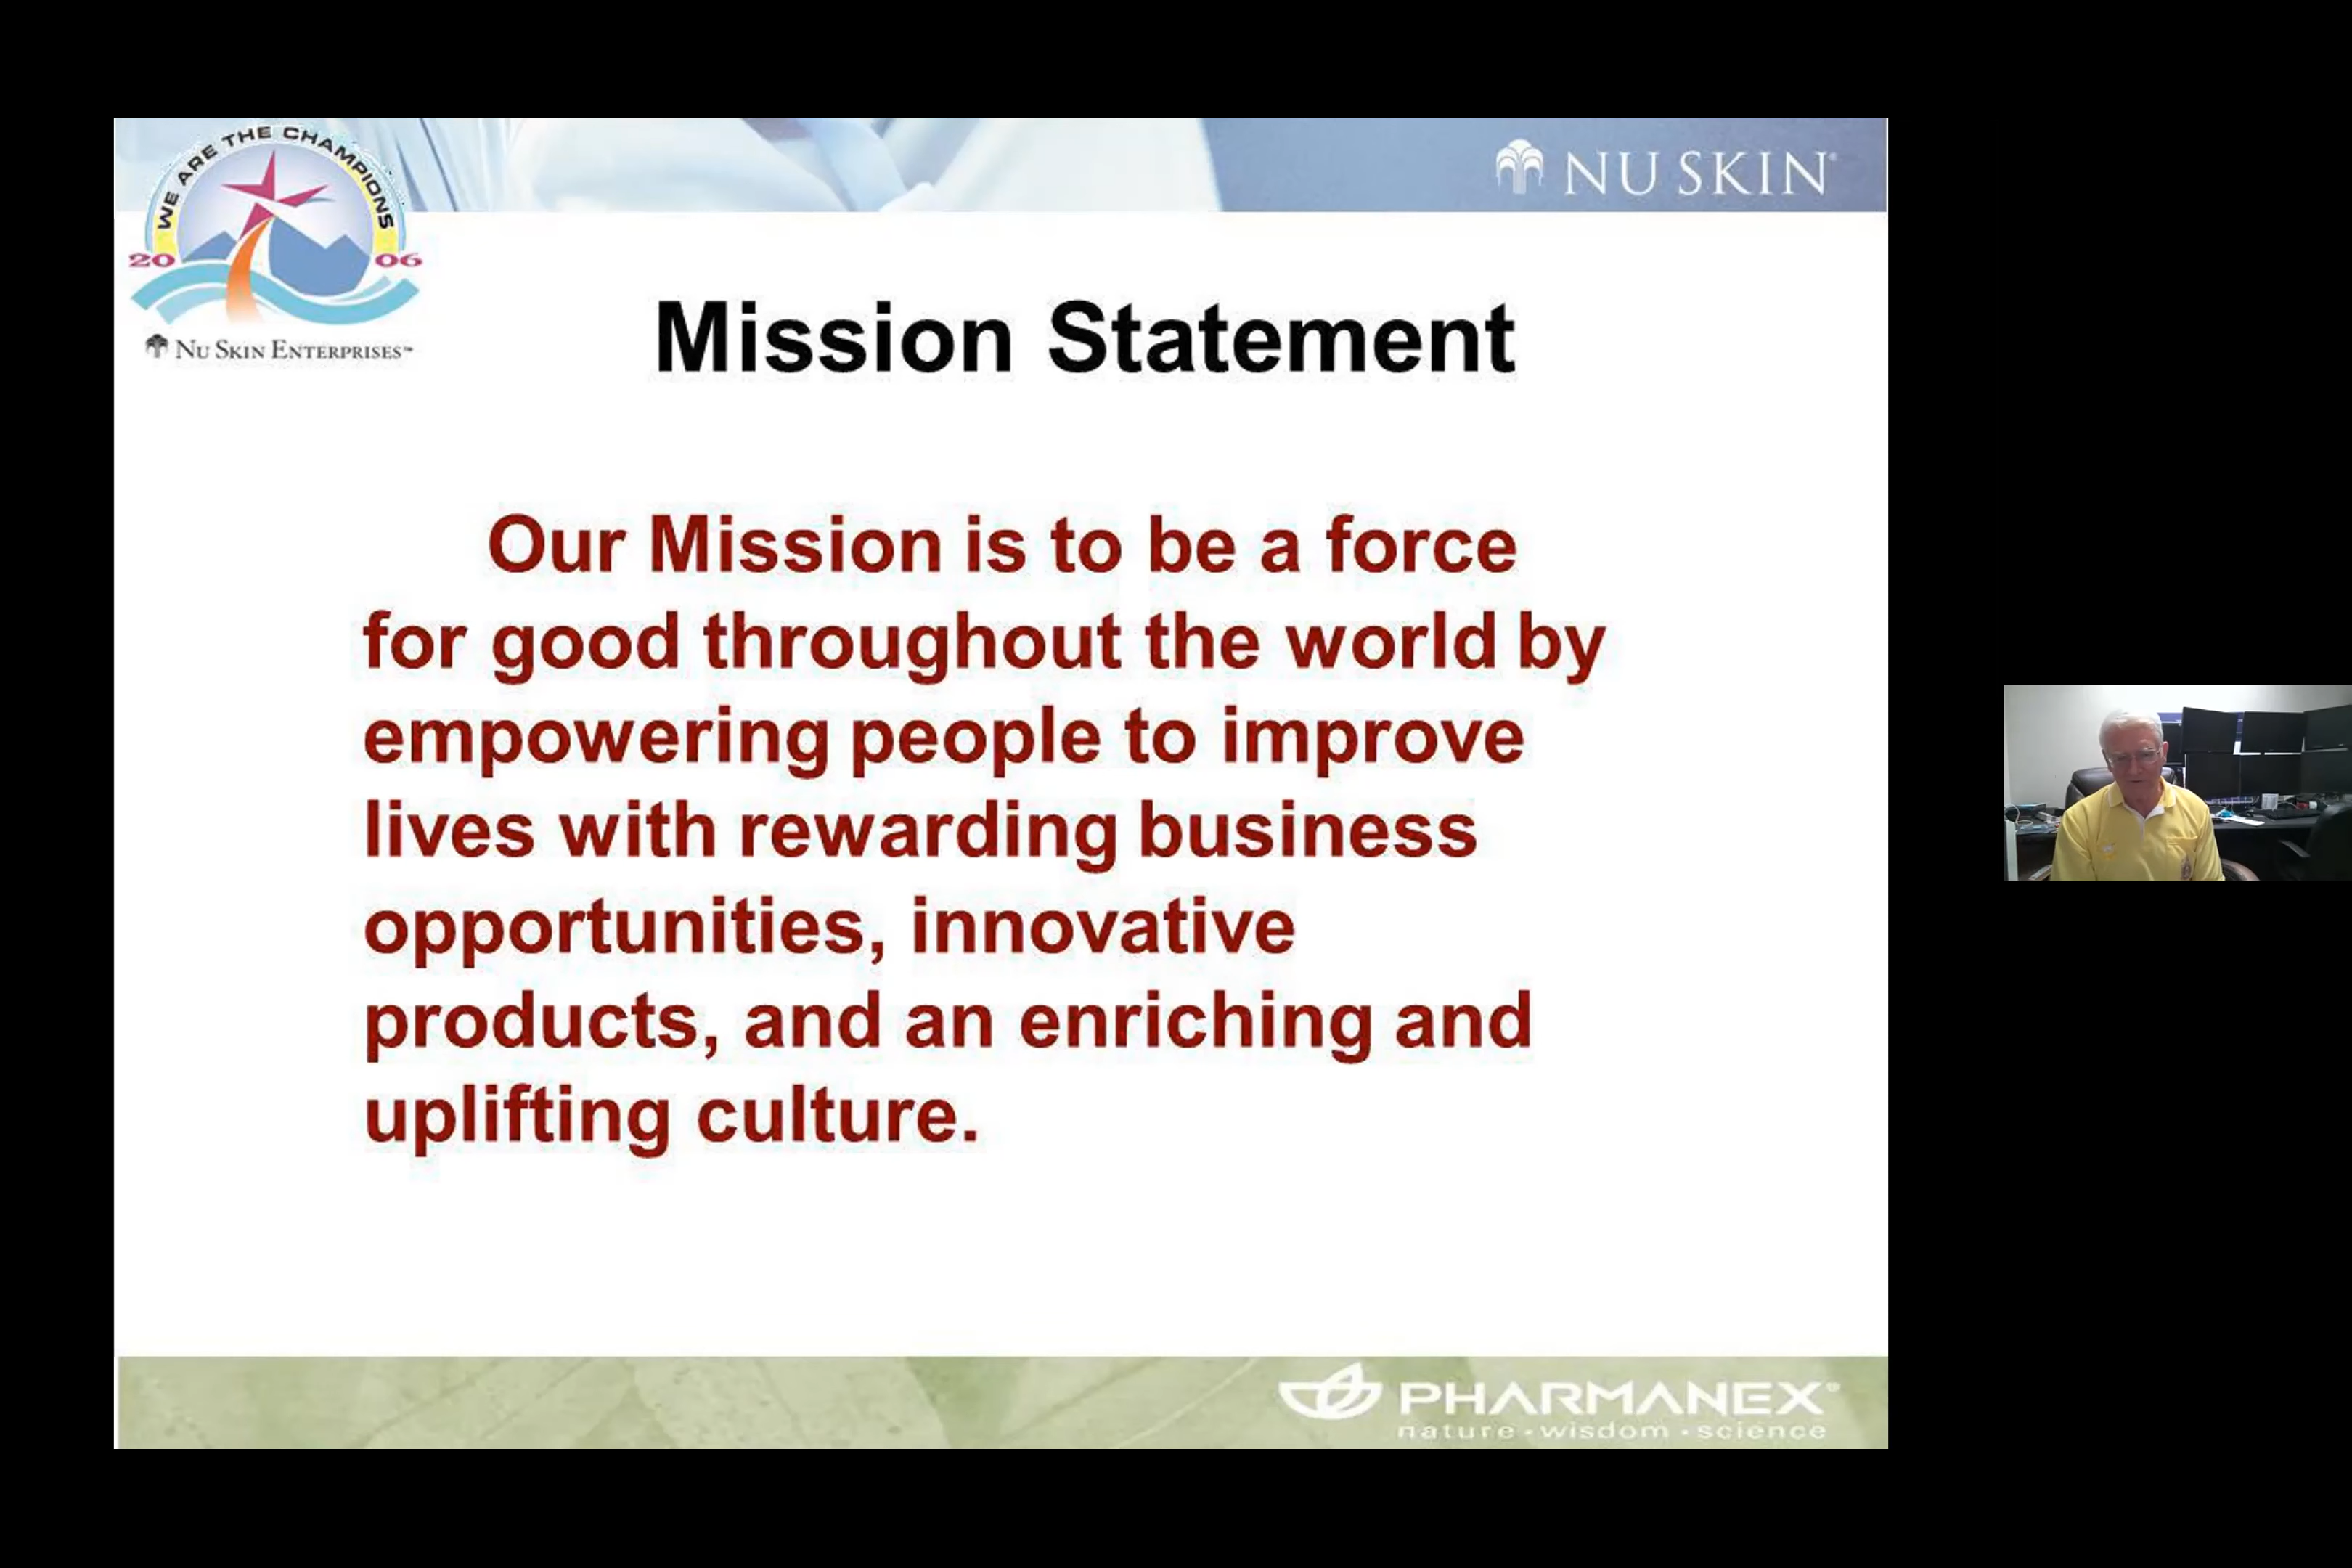 WE ARE THE CHAMPIONS
20 06
NU SKIN ENTERPRISES™
NU SKIN®
Mission Statement
Our Mission is to be a force
for good throughout the world by
empowering people to improve
lives with rewarding business
opportunities, innovative
products, and an enriching and
uplifting culture.
PHARMANEX®
nature · wisdom · science